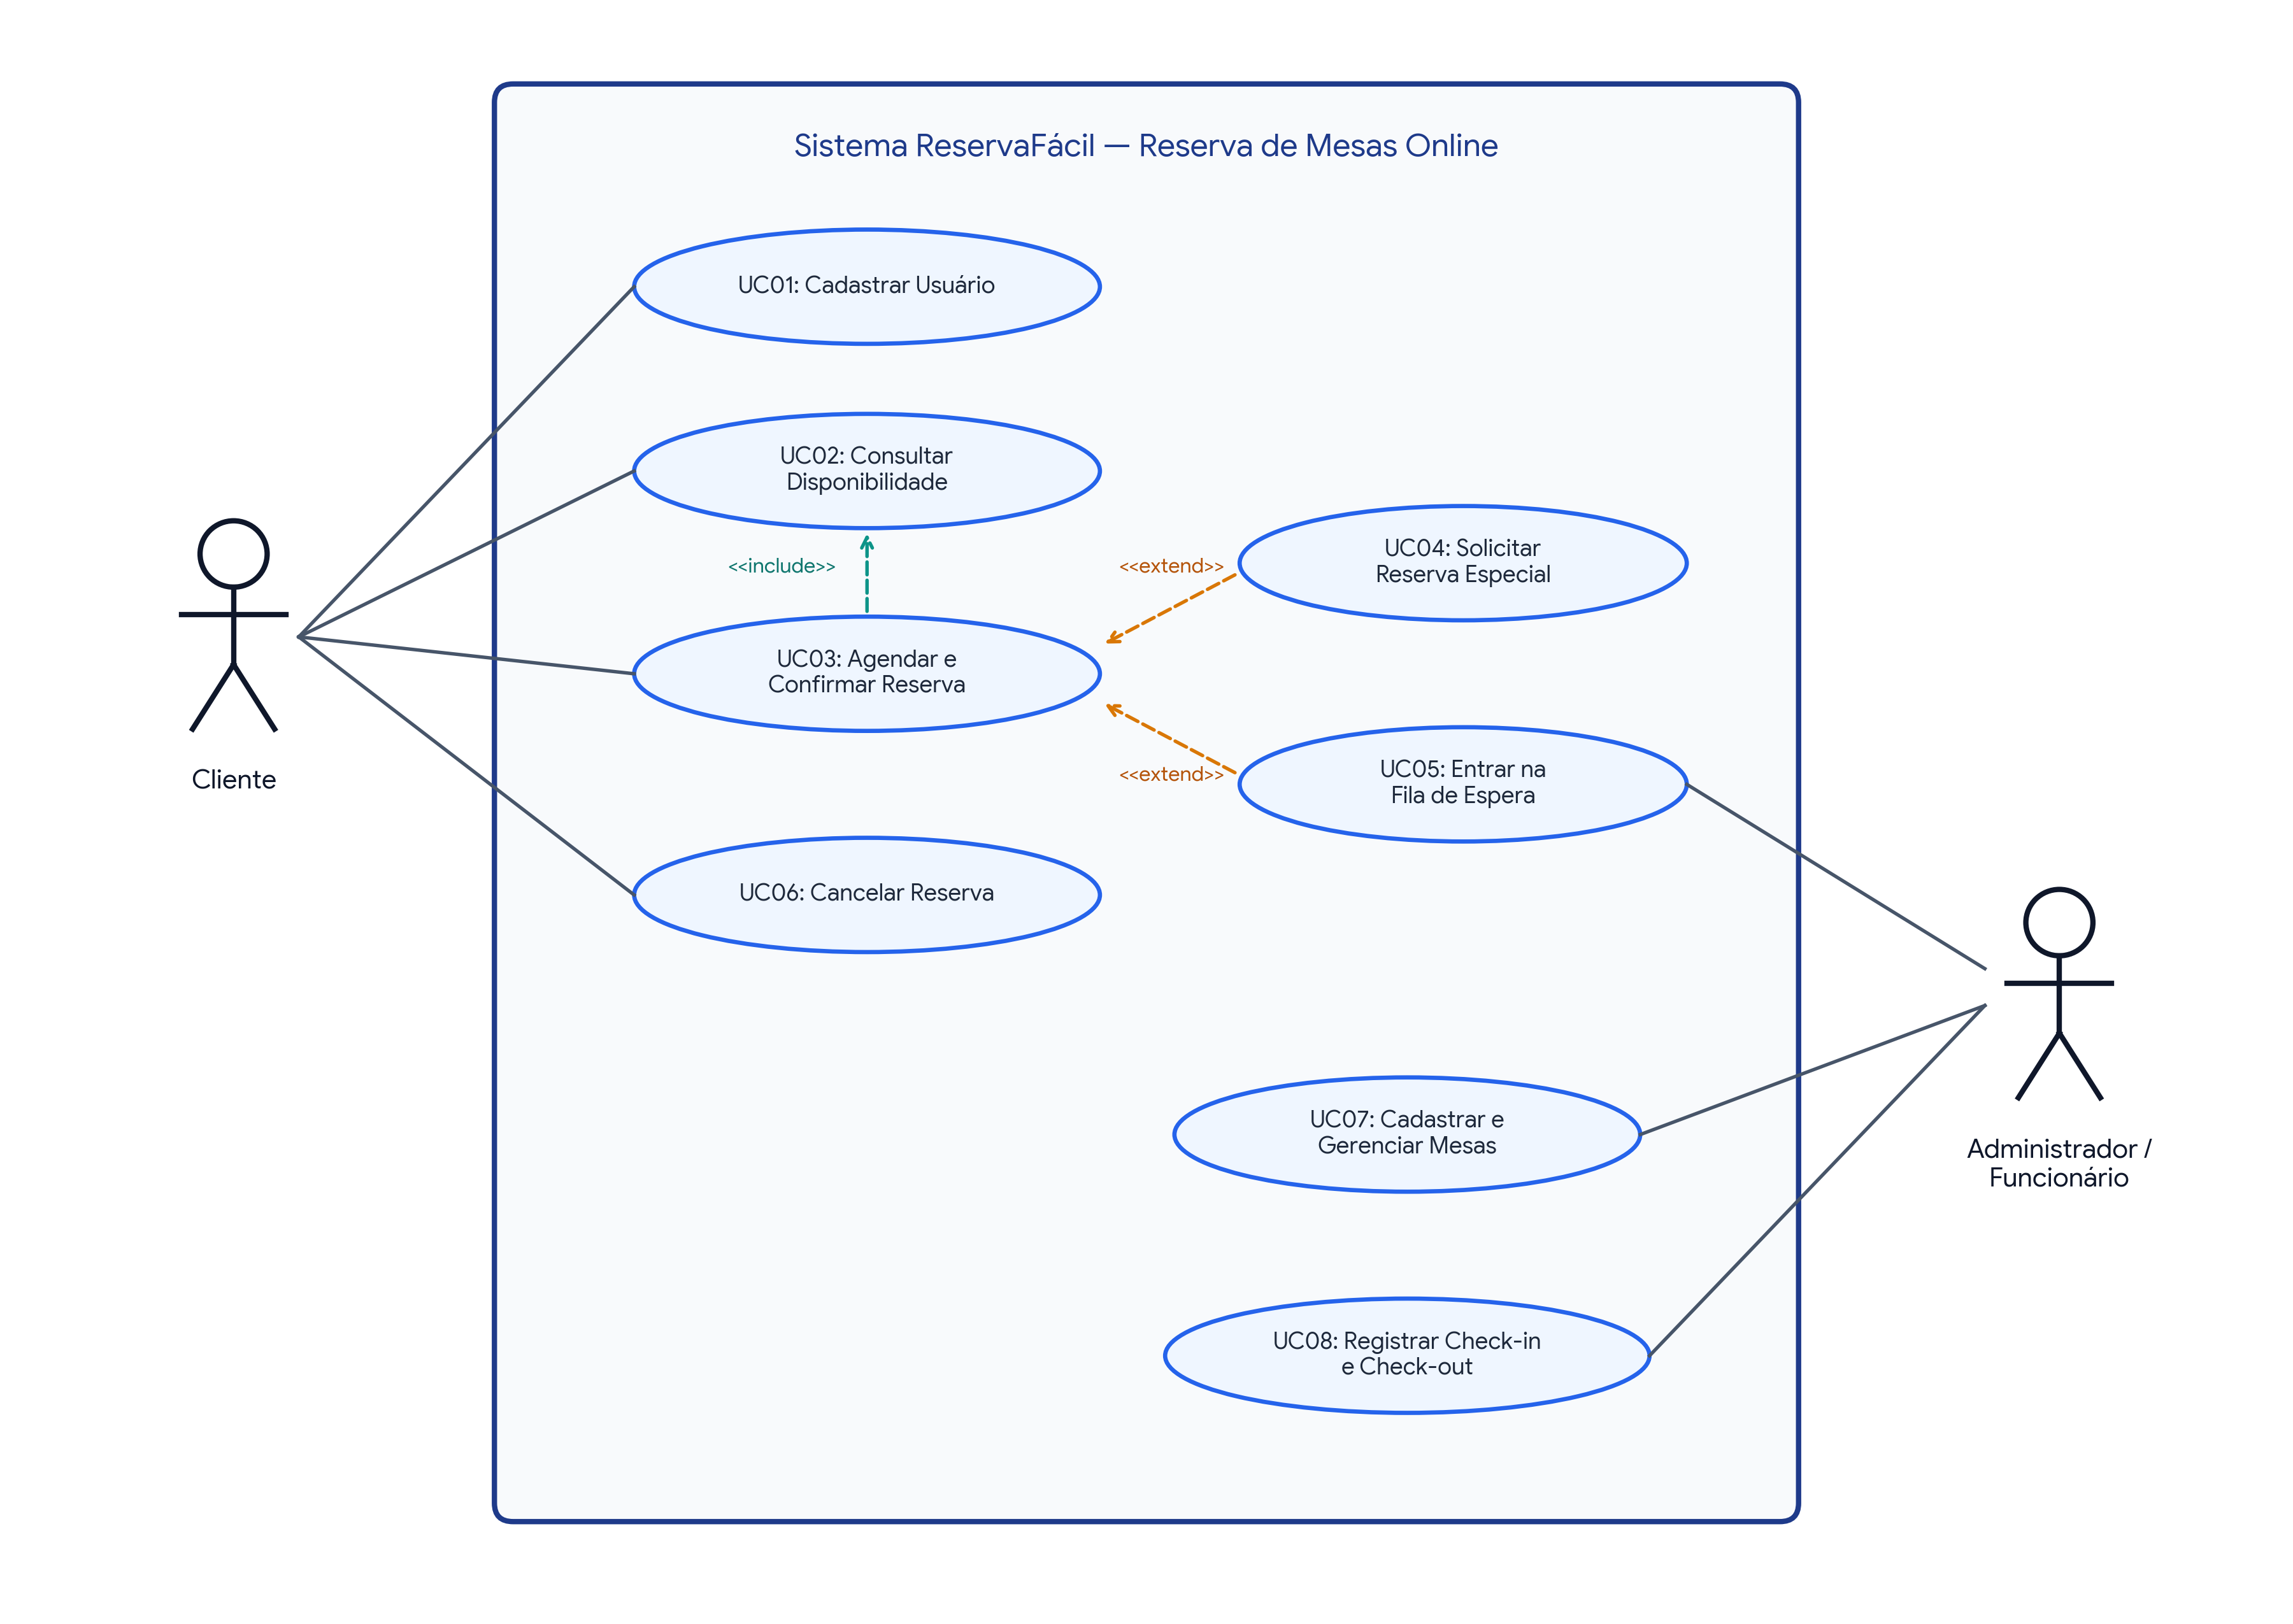 Sistema ReservaFácil — Reserva de Mesas Online
UC01: Cadastrar Usuário
UC02: Consultar
Disponibilidade
<<include>>
<<extend>>
UC04: Solicitar
Reserva Especial
UC03: Agendar e
Confirmar Reserva
<<extend>>
UC05: Entrar na
Fila de Espera
Cliente
UC06: Cancelar Reserva
UC07: Cadastrar e
Gerenciar Mesas
Administrador /
Funcionário
UC08: Registrar Check-in
e Check-out